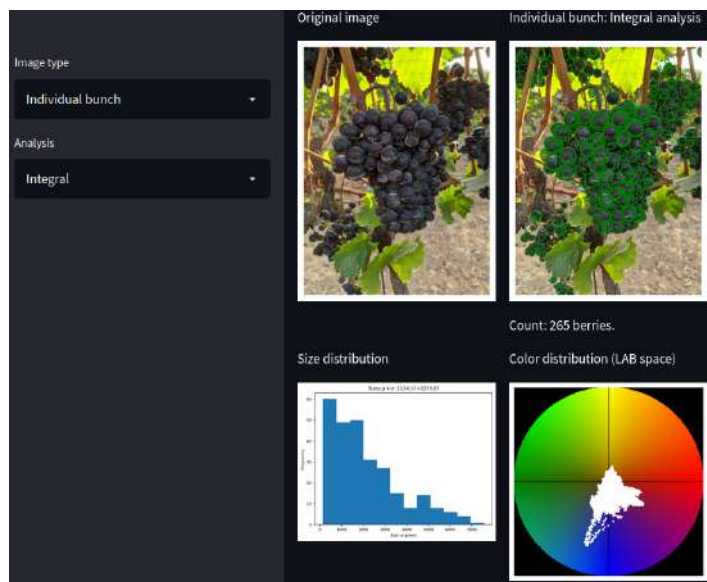 Original image
Individual bunch: Integral analysis
Image type
Individual bunch
Analysis
Integral
Count: 265 berries.
Size distribution
Color distribution (LAB space)